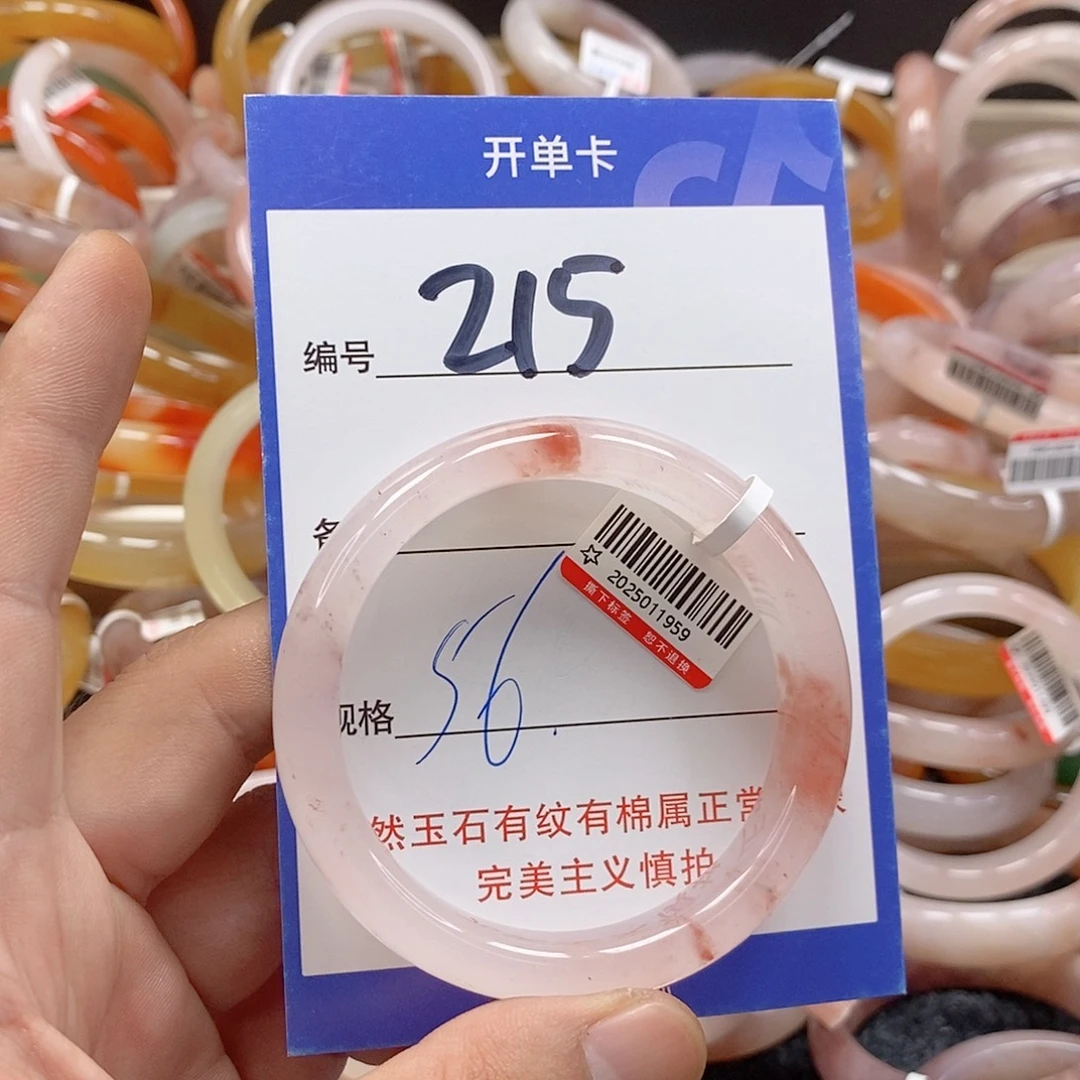 开单卡
编号 215
2025011959
撕下标签 恕不退换
规格 56.
然玉石有纹有棉属正常
完美主义慎拍